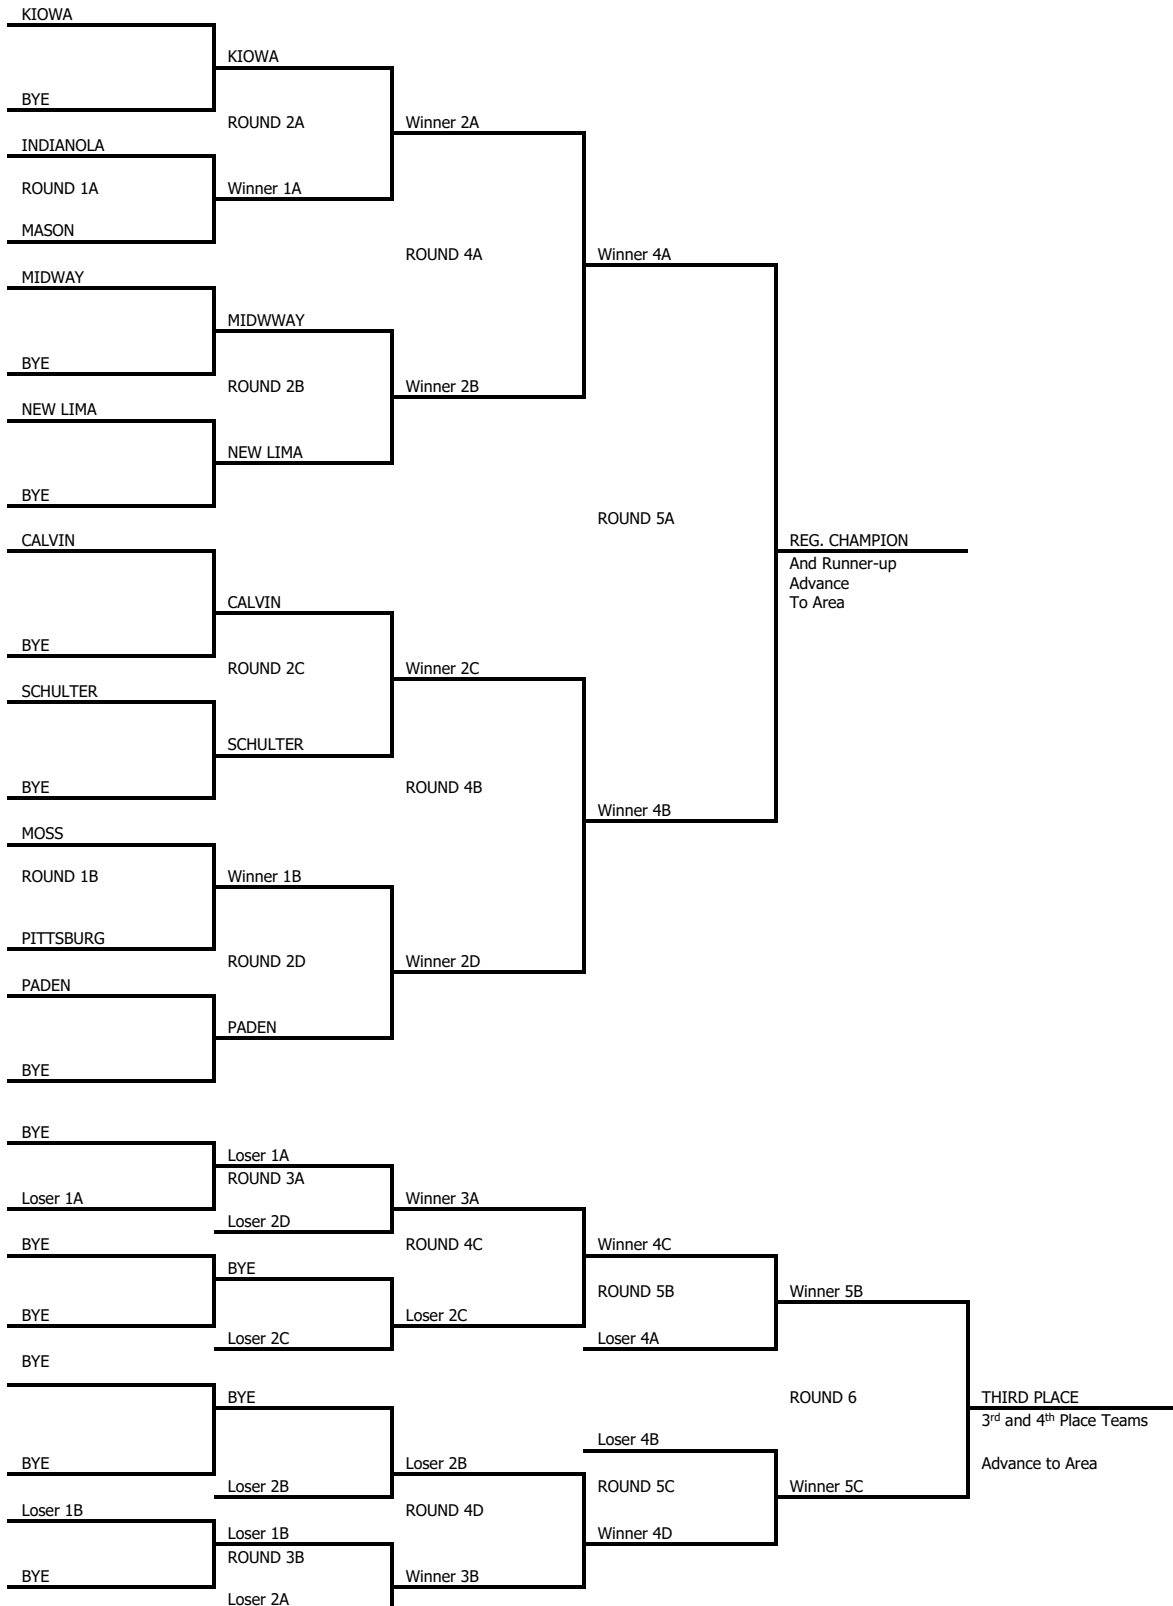 KIOWA
KIOWA
BYE
ROUND 2A
Winner 2A
INDIANOLA
ROUND 1A
Winner 1A
MASON
ROUND 4A
Winner 4A
MIDWAY
MIDWWAY
BYE
ROUND 2B
Winner 2B
NEW LIMA
NEW LIMA
BYE
ROUND 5A
CALVIN
REG. CHAMPION
And Runner-up
Advance
To Area
CALVIN
BYE
ROUND 2C
Winner 2C
SCHULTER
SCHULTER
BYE
ROUND 4B
Winner 4B
MOSS
ROUND 1B
Winner 1B
PITTSBURG
ROUND 2D
Winner 2D
PADEN
PADEN
BYE
BYE
Loser 1A
ROUND 3A
Loser 1A
Winner 3A
Loser 2D
BYE
ROUND 4C
Winner 4C
BYE
ROUND 5B
Winner 5B
BYE
Loser 2C
Loser 2C
Loser 4A
BYE
BYE
ROUND 6
THIRD PLACE
3rd and 4th Place Teams
Loser 4B
BYE
Loser 2B
Advance to Area
Loser 2B
ROUND 5C
Winner 5C
Loser 1B
ROUND 4D
Loser 1B
Winner 4D
ROUND 3B
BYE
Winner 3B
Loser 2A